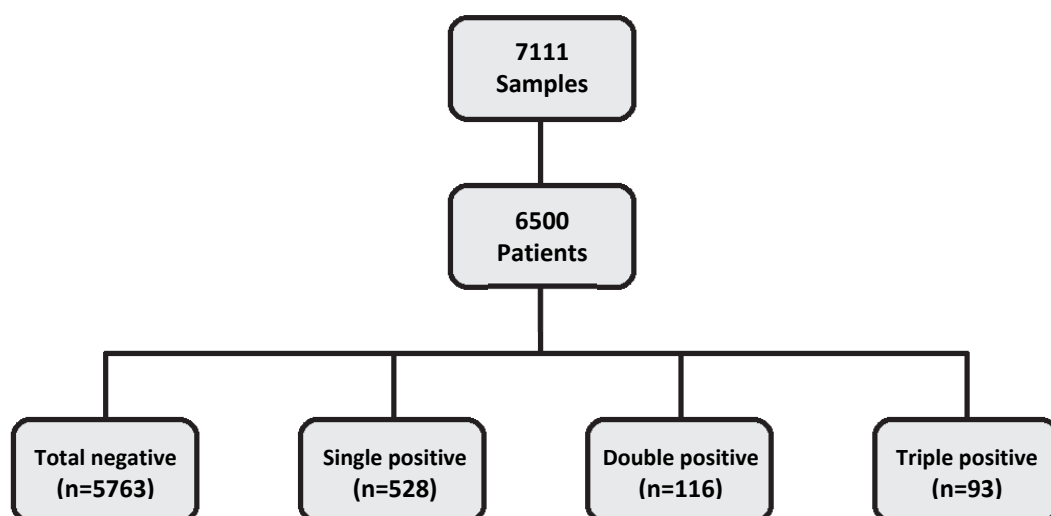 7111
Samples
6500
Patients
Total negative
(n=5763)
Single positive
(n=528)
Double positive
(n=116)
Triple positive
(n=93)